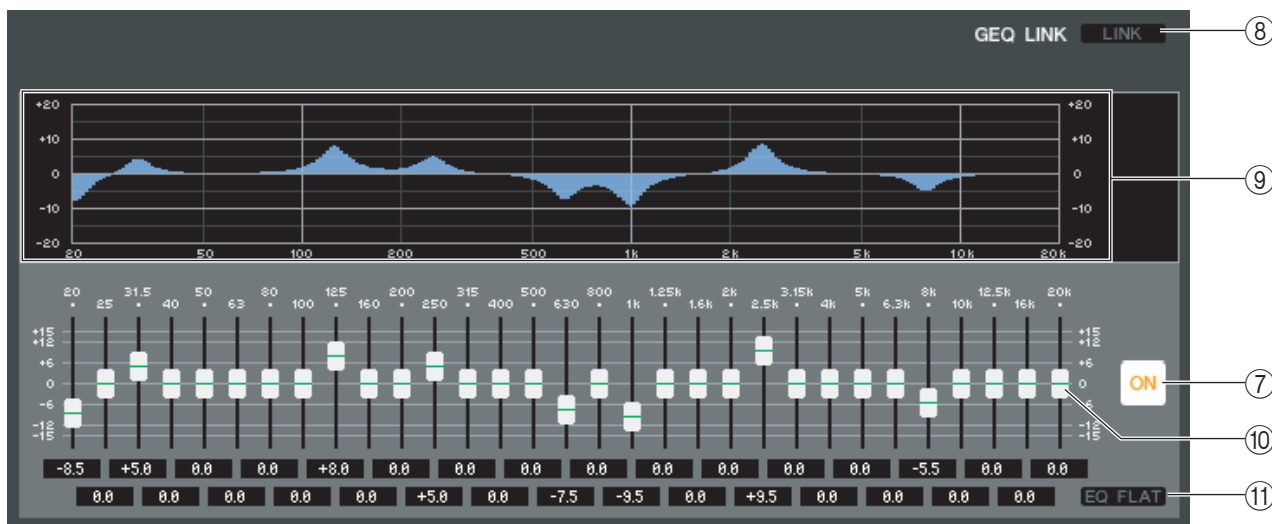 GEQ LINK LINK ⑧
+20 +20
+10 +10
0 0 ⑨
-10 -10
-20 -20
20 50 100 200 500 1k 2k 5k 10k 20k
20 31.5 50 80 125 200 315 500 800 1.25k 2k 3.15k 5k 8k 12.5k 20k
25 40 63 100 160 250 400 630 1k 1.6k 2.5k 4k 6.3k 10k 16k
+15 +15
+12 +12
+6 +6
0 0 ON ⑦
-6 -6
-12 -12
-15 -15 ⑩
-8.5 +5.0 0.0 0.0 +8.0 0.0 0.0 0.0 0.0 0.0 0.0 0.0 0.0 -5.5 0.0 0.0
0.0 0.0 0.0 0.0 0.0 +5.0 0.0 -7.5 -9.5 0.0 +9.5 0.0 0.0 0.0 0.0 EQ FLAT ⑪